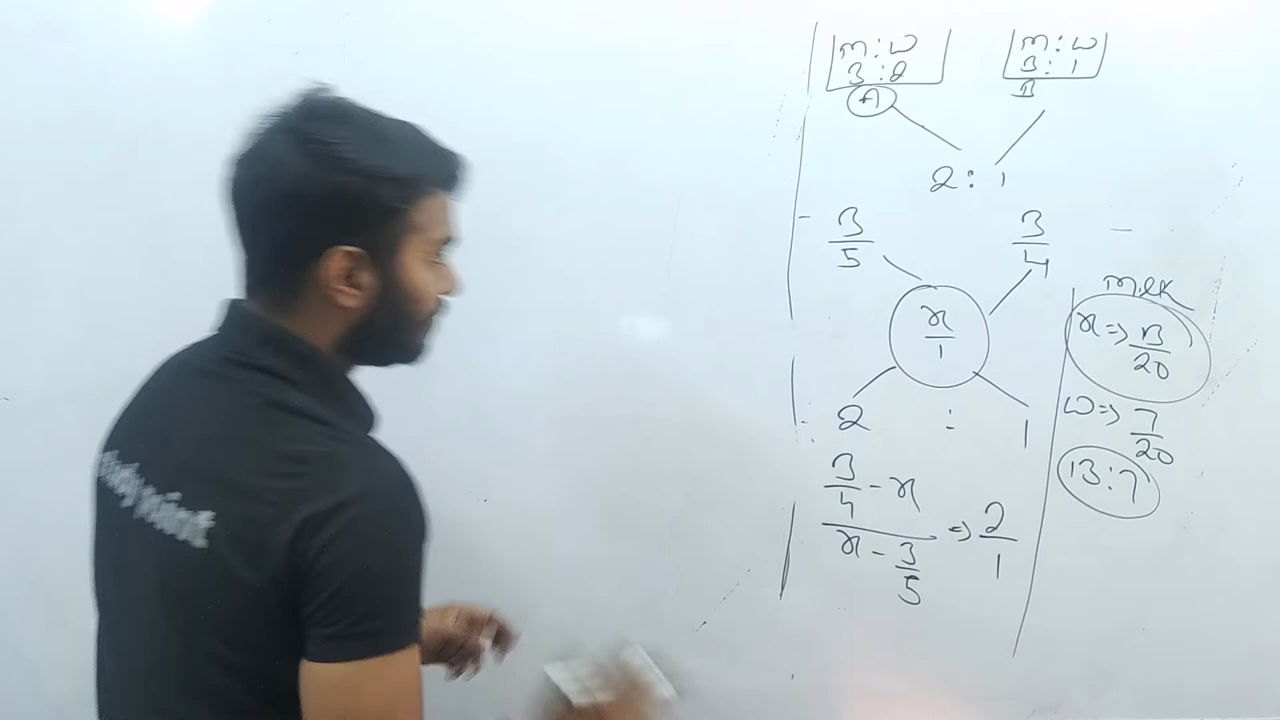 m : w    m : w
3 : 2    3 : 1
A    B
2 : 1
3/5    3/4
x/1
2 : 1
3/4 - x / x - 3/5 => 2/1
milk
x => 13/20
w => 7/20
13 : 7